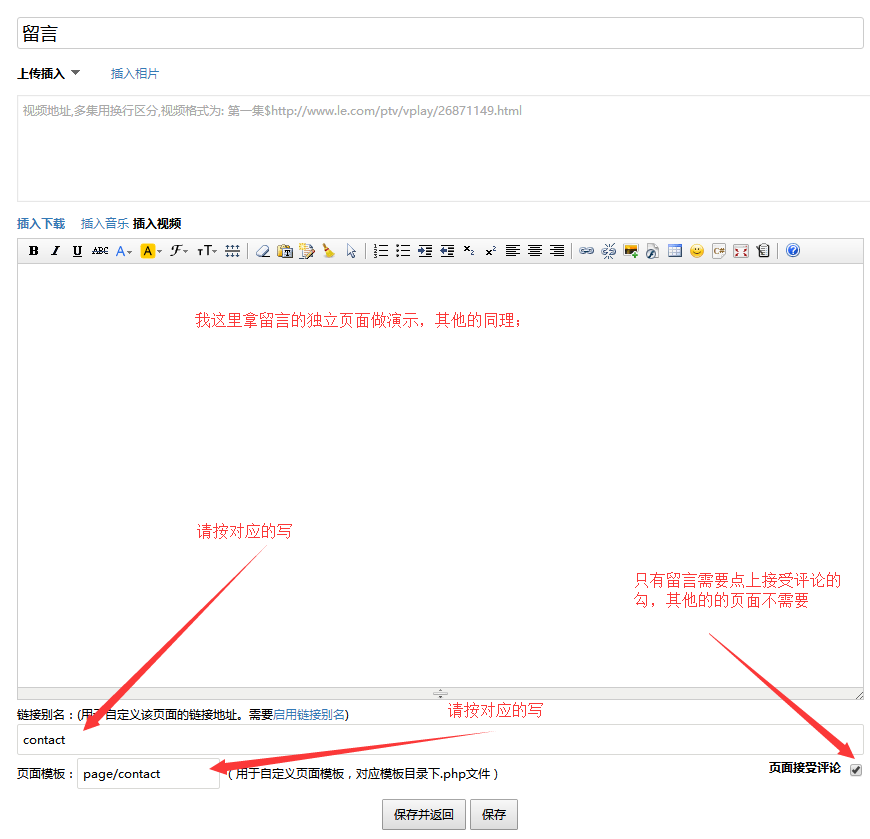 留言
上传插入 插入相片
视频地址,多集用换行区分,视频格式为: 第一集$http://www.le.com/ptv/vplay/26871149.html
插入下载 插入音乐 插入视频
B I U ABC A A F TT x₂ x² C#
我这里拿留言的独立页面做演示，其他的同理；
请按对应的写
只有留言需要点上接受评论的
勾，其他的的页面不需要
链接别名：(用于自定义该页面的链接地址。需要启用链接别名)
请按对应的写
contact
页面模板： page/contact （用于自定义页面模板，对应模板目录下.php文件）
页面接受评论
保存并返回 保存